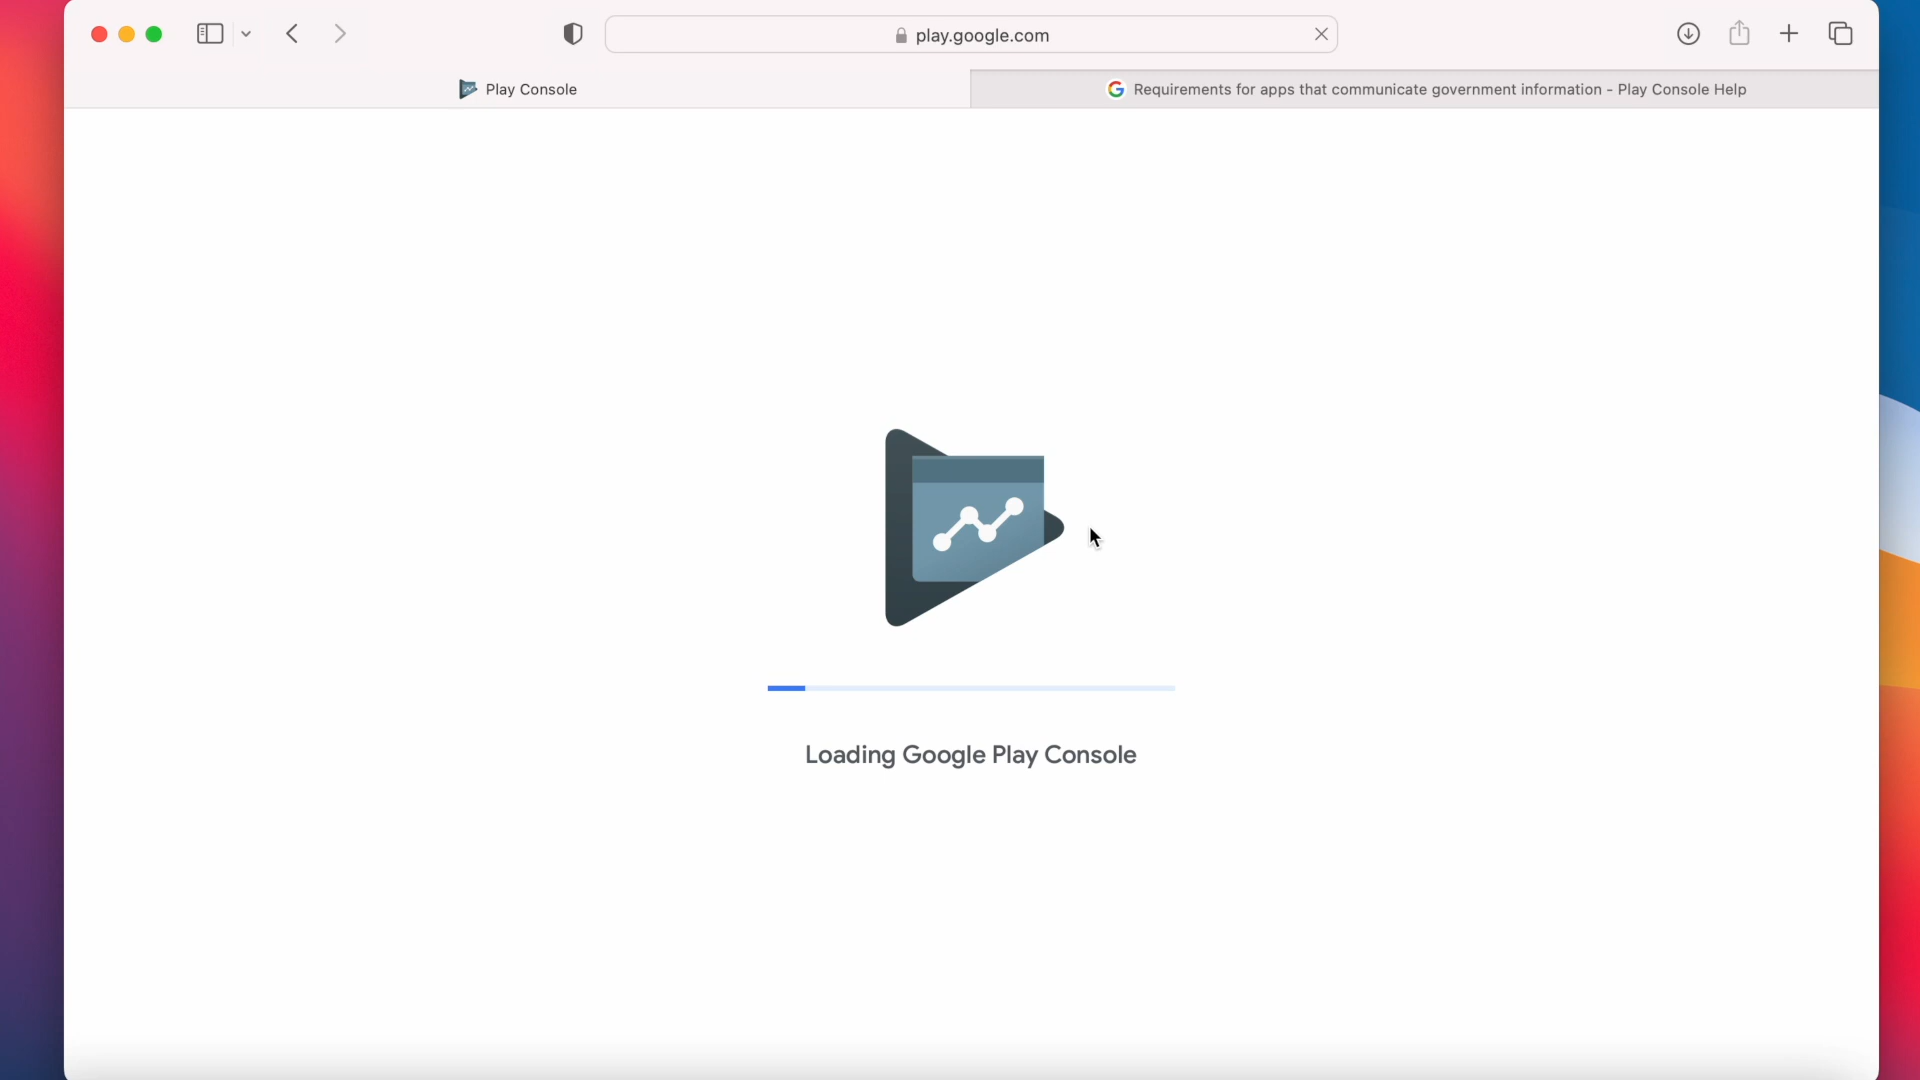 play.google.com
Play Console
Requirements for apps that communicate government information - Play Console Help
Loading Google Play Console